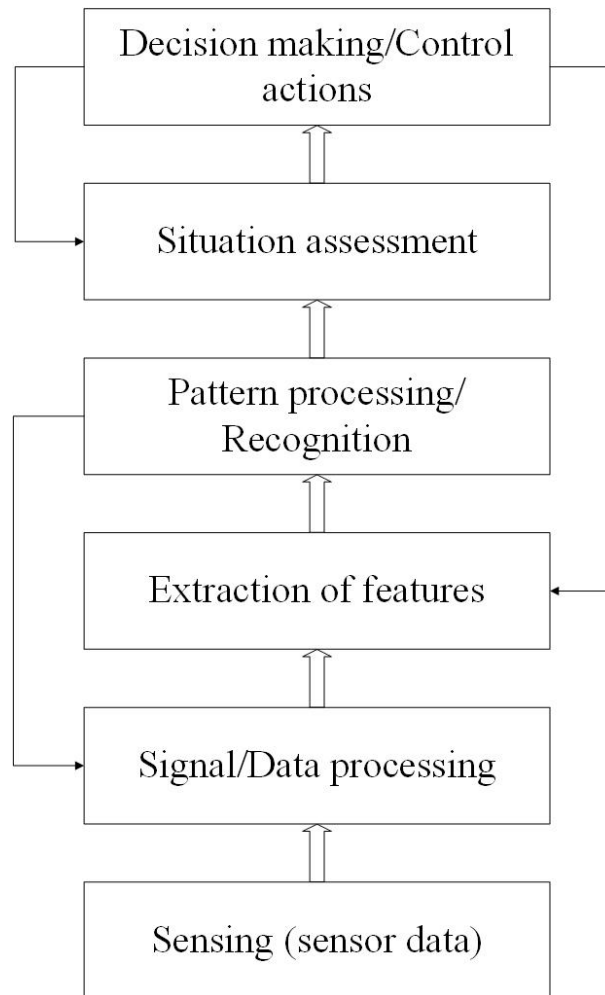 Decision making/Control
actions
Situation assessment
Pattern processing/
Recognition
Extraction of features
Signal/Data processing
Sensing (sensor data)